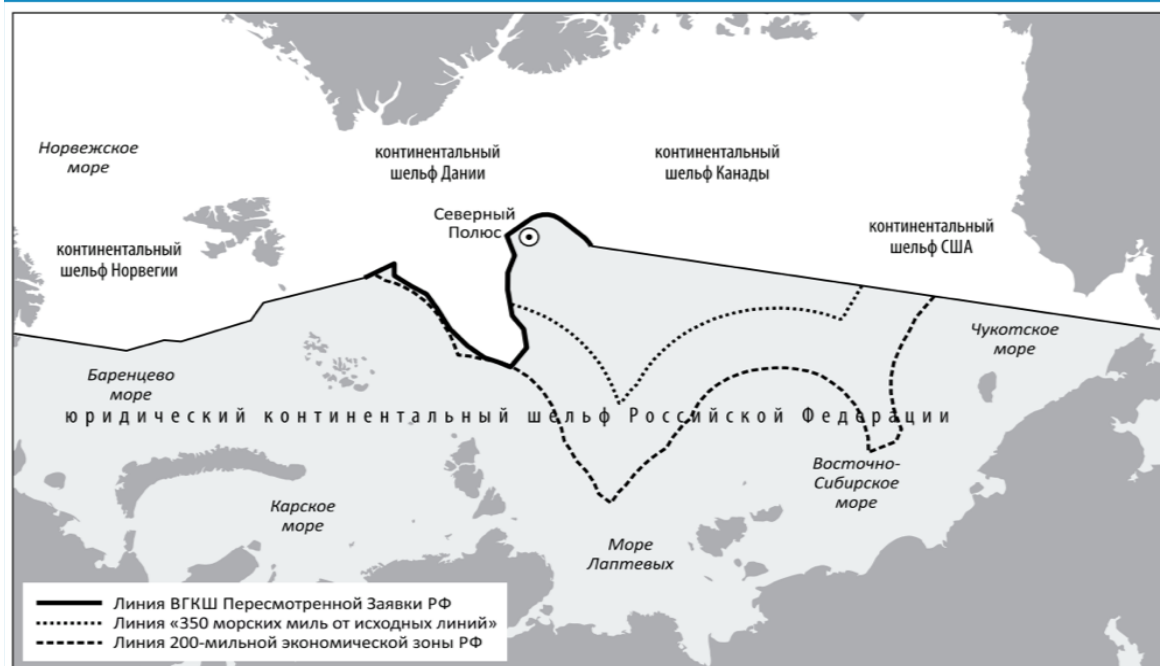 Норвежское
море
континентальный
шельф Дании
континентальный
шельф Канады
Северный
Полюс
континентальный
шельф США
континентальный
шельф Норвегии
Чукотское
море
Баренцево
море
юридический континентальный шельф Российской Федерации
Восточно-
Сибирское
море
Карское
море
Море
Лаптевых
Линия ВГКШ Пересмотренной Заявки РФ
Линия «350 морских миль от исходных линий»
Линия 200-мильной экономической зоны РФ